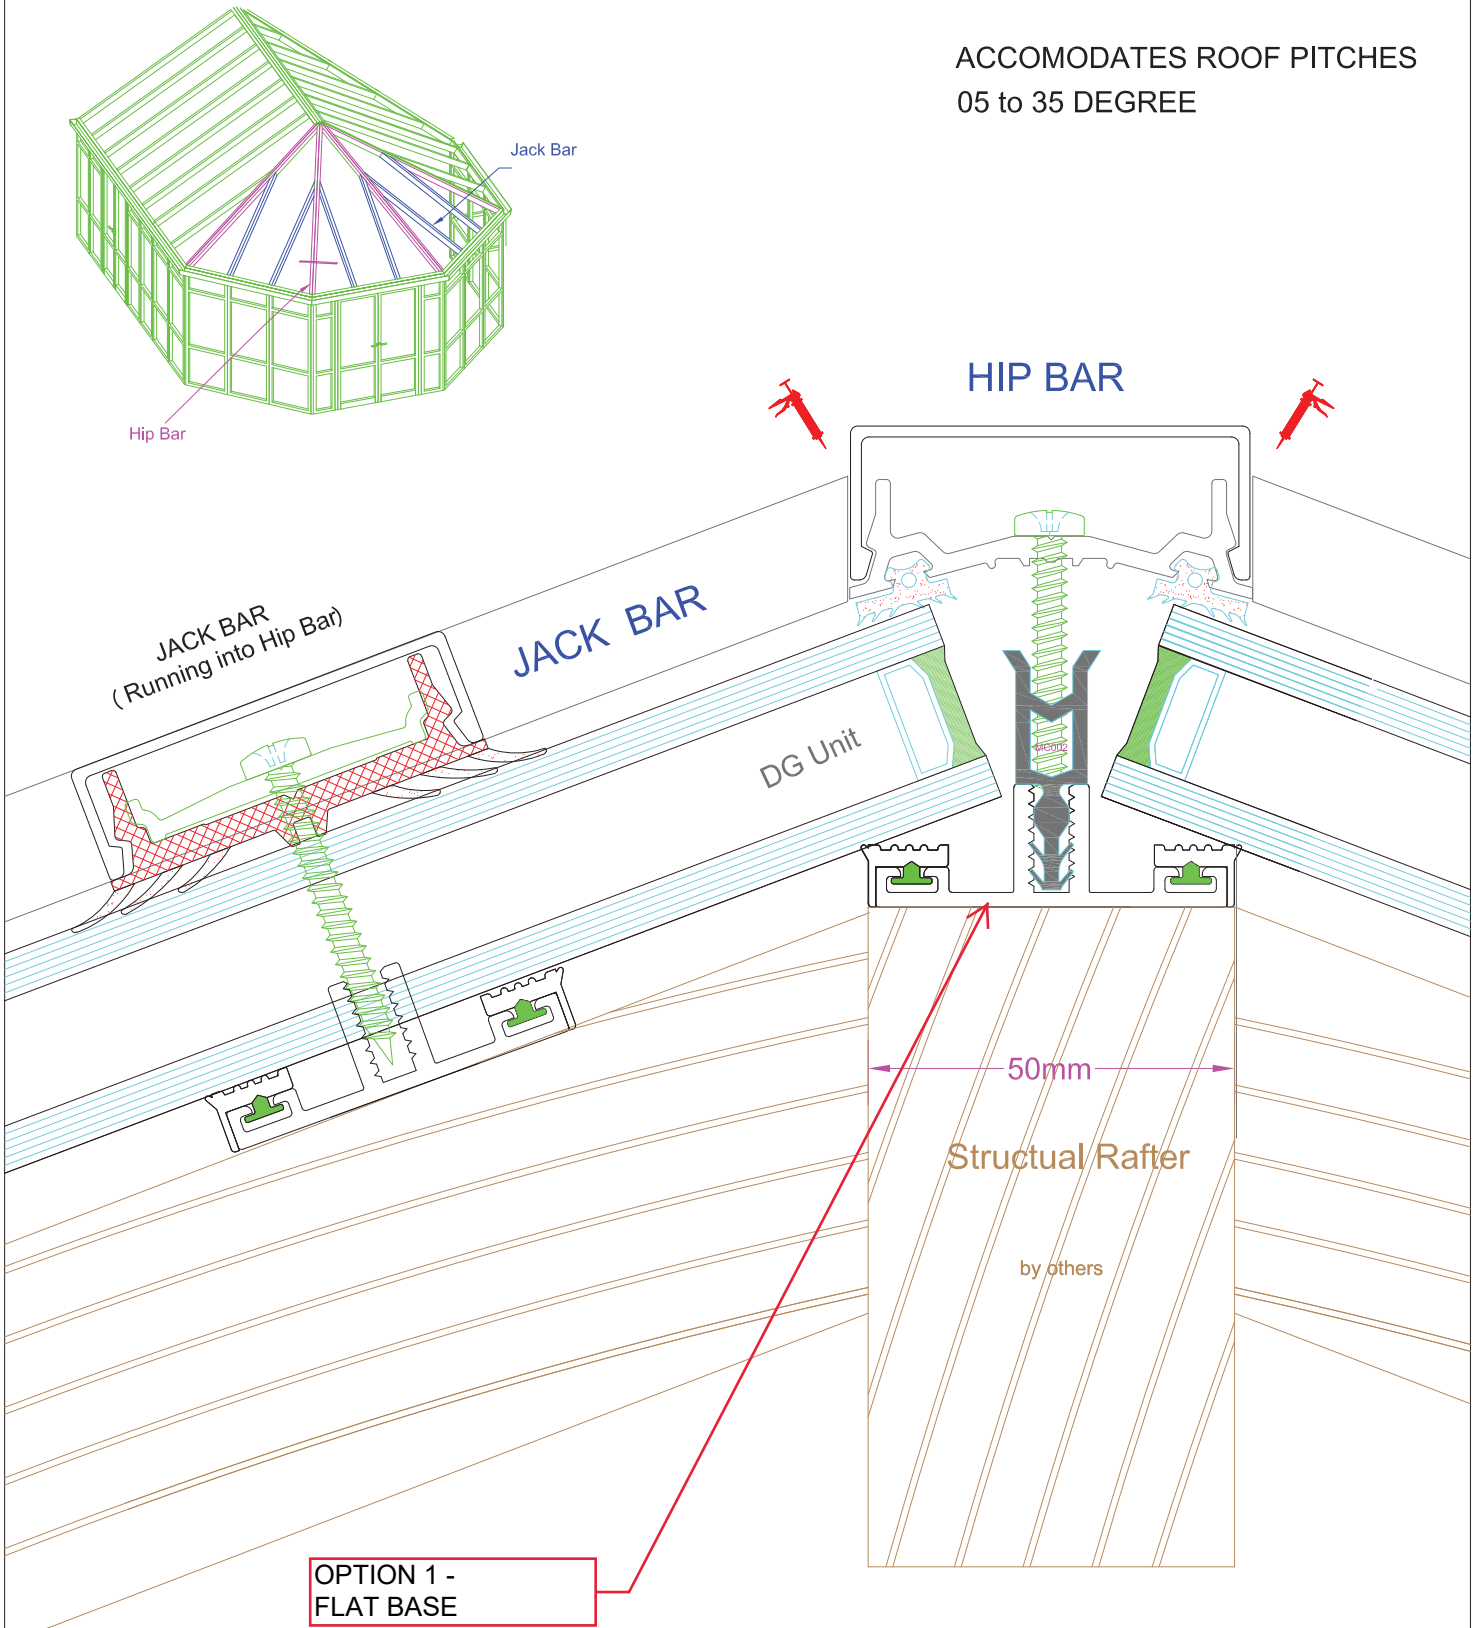 ACCOMODATES ROOF PITCHES
05 to 35 DEGREE
Jack Bar
Hip Bar
HIP BAR
JACK BAR
( Running into Hip Bar)
JACK BAR
DG Unit
MC002
50mm
Structual Rafter
by others
OPTION 1 -
FLAT BASE